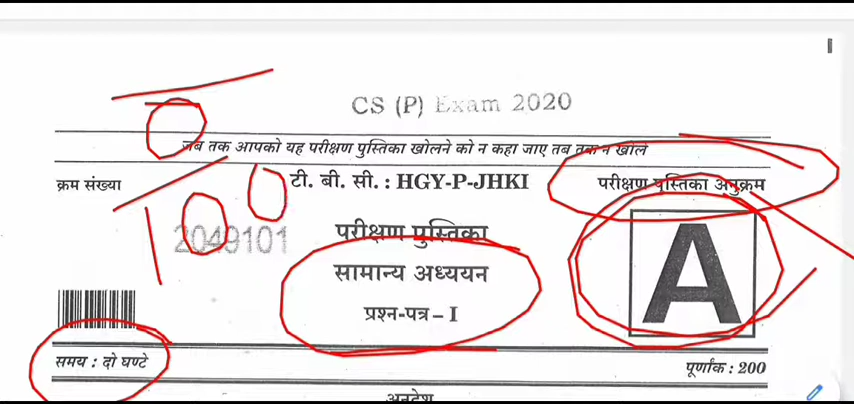 CS (P) Exam 2020
जब तक आपको यह परीक्षण पुस्तिका खोलने को न कहा जाए तब तक न खोलें
क्रम संख्या
टी. बी. सी. : HGY-P-JHKI
परीक्षण पुस्तिका अनुक्रम
2049101
परीक्षण पुस्तिका
सामान्य अध्ययन
प्रश्न-पत्र – I
A
समय : दो घण्टे
पूर्णांक : 200
अनुदेश